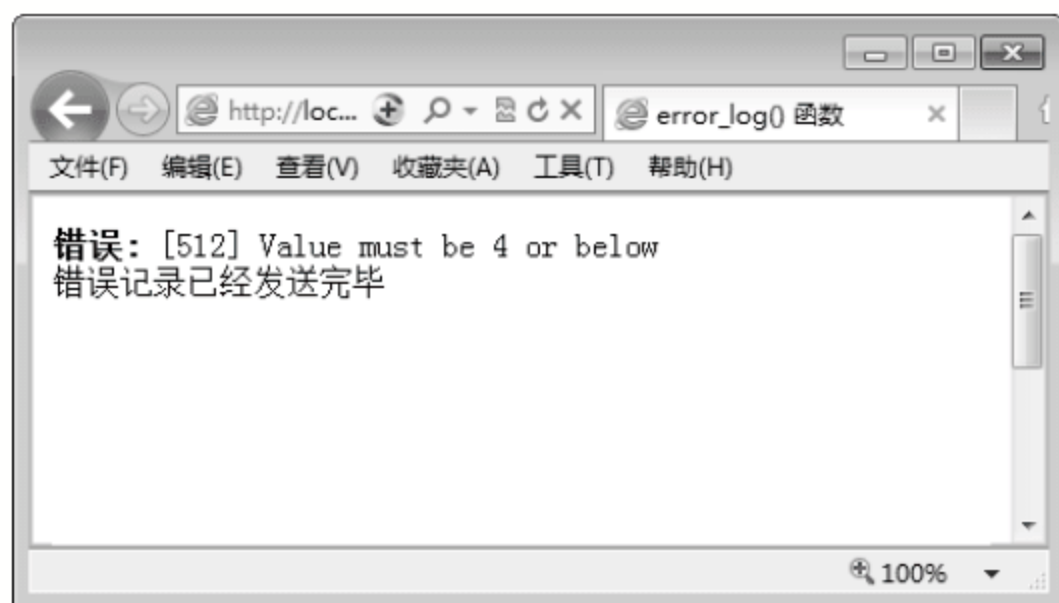 http://loc...
error_log() 函数
文件(F) 编辑(E) 查看(V) 收藏夹(A) 工具(T) 帮助(H)
错误: [512] Value must be 4 or below
错误记录已经发送完毕
100%